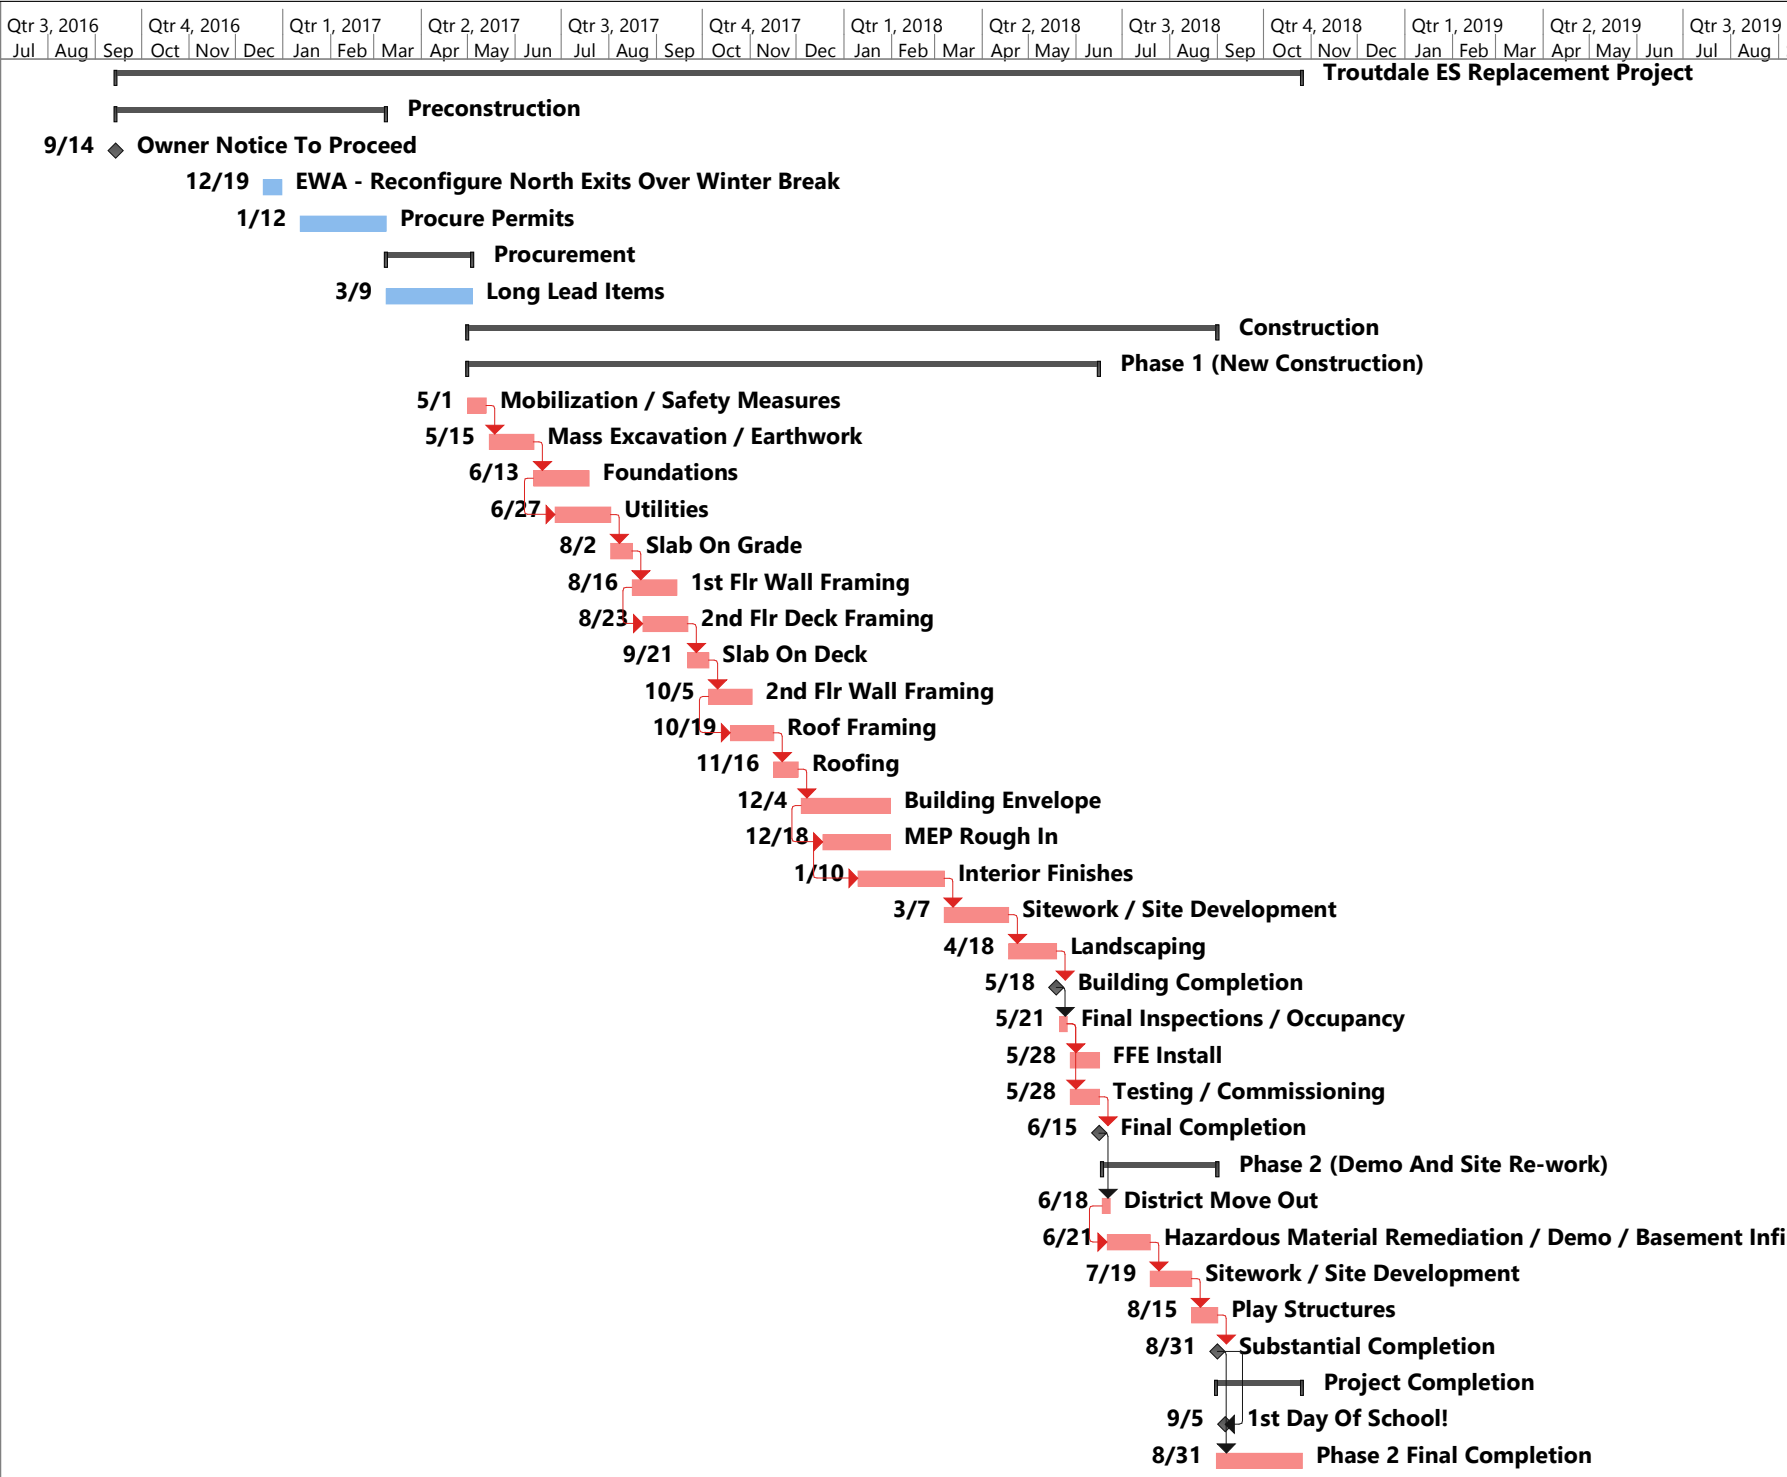 Qtr 3, 2016 Qtr 4, 2016 Qtr 1, 2017 Qtr 2, 2017 Qtr 3, 2017 Qtr 4, 2017 Qtr 1, 2018 Qtr 2, 2018 Qtr 3, 2018 Qtr 4, 2018 Qtr 1, 2019 Qtr 2, 2019 Qtr 3, 2019
Jul Aug Sep Oct Nov Dec Jan Feb Mar Apr May Jun Jul Aug Sep Oct Nov Dec Jan Feb Mar Apr May Jun Jul Aug Sep Oct Nov Dec Jan Feb Mar Apr May Jun Jul Aug
Troutdale ES Replacement Project
Preconstruction
9/14 Owner Notice To Proceed
12/19 EWA - Reconfigure North Exits Over Winter Break
1/12 Procure Permits
Procurement
3/9 Long Lead Items
Construction
Phase 1 (New Construction)
5/1 Mobilization / Safety Measures
5/15 Mass Excavation / Earthwork
6/13 Foundations
6/27 Utilities
8/2 Slab On Grade
8/16 1st Flr Wall Framing
8/23 2nd Flr Deck Framing
9/21 Slab On Deck
10/5 2nd Flr Wall Framing
10/19 Roof Framing
11/16 Roofing
12/4 Building Envelope
12/18 MEP Rough In
1/10 Interior Finishes
3/7 Sitework / Site Development
4/18 Landscaping
5/18 Building Completion
5/21 Final Inspections / Occupancy
5/28 FFE Install
5/28 Testing / Commissioning
6/15 Final Completion
Phase 2 (Demo And Site Re-work)
6/18 District Move Out
6/21 Hazardous Material Remediation / Demo / Basement Infi
7/19 Sitework / Site Development
8/15 Play Structures
8/31 Substantial Completion
Project Completion
9/5 1st Day Of School!
8/31 Phase 2 Final Completion